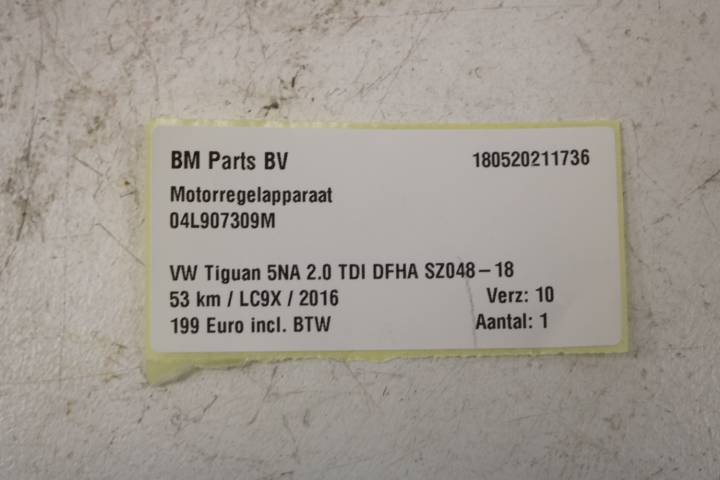 BM Parts BV 180520211736
Motorregelapparaat
04L907309M
VW Tiguan 5NA 2.0 TDI DFHA SZ048-18
53 km / LC9X / 2016 Verz: 10
199 Euro incl. BTW Aantal: 1